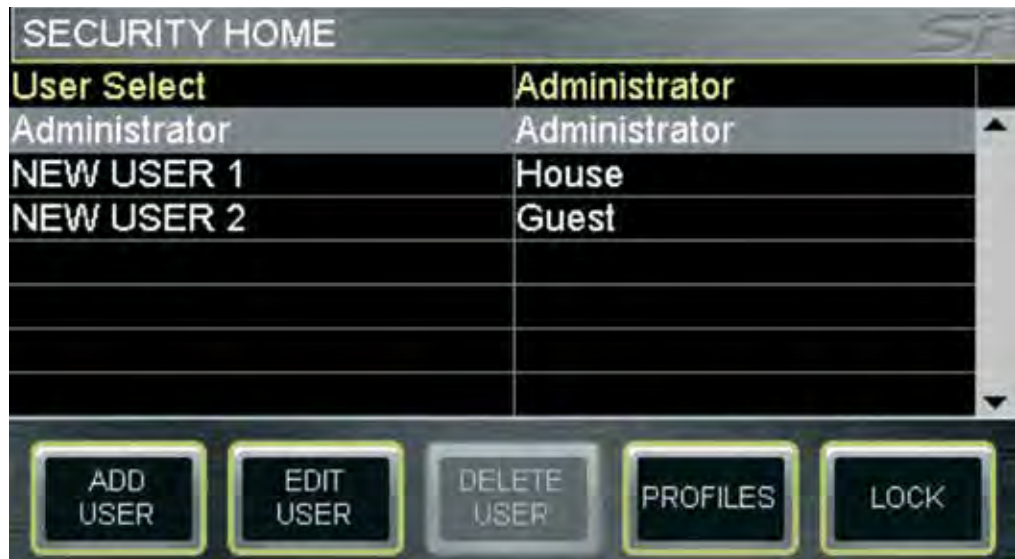 SECURITY HOME
User Select Administrator
Administrator Administrator
NEW USER 1 House
NEW USER 2 Guest
ADD USER
EDIT USER
DELETE USER
PROFILES
LOCK